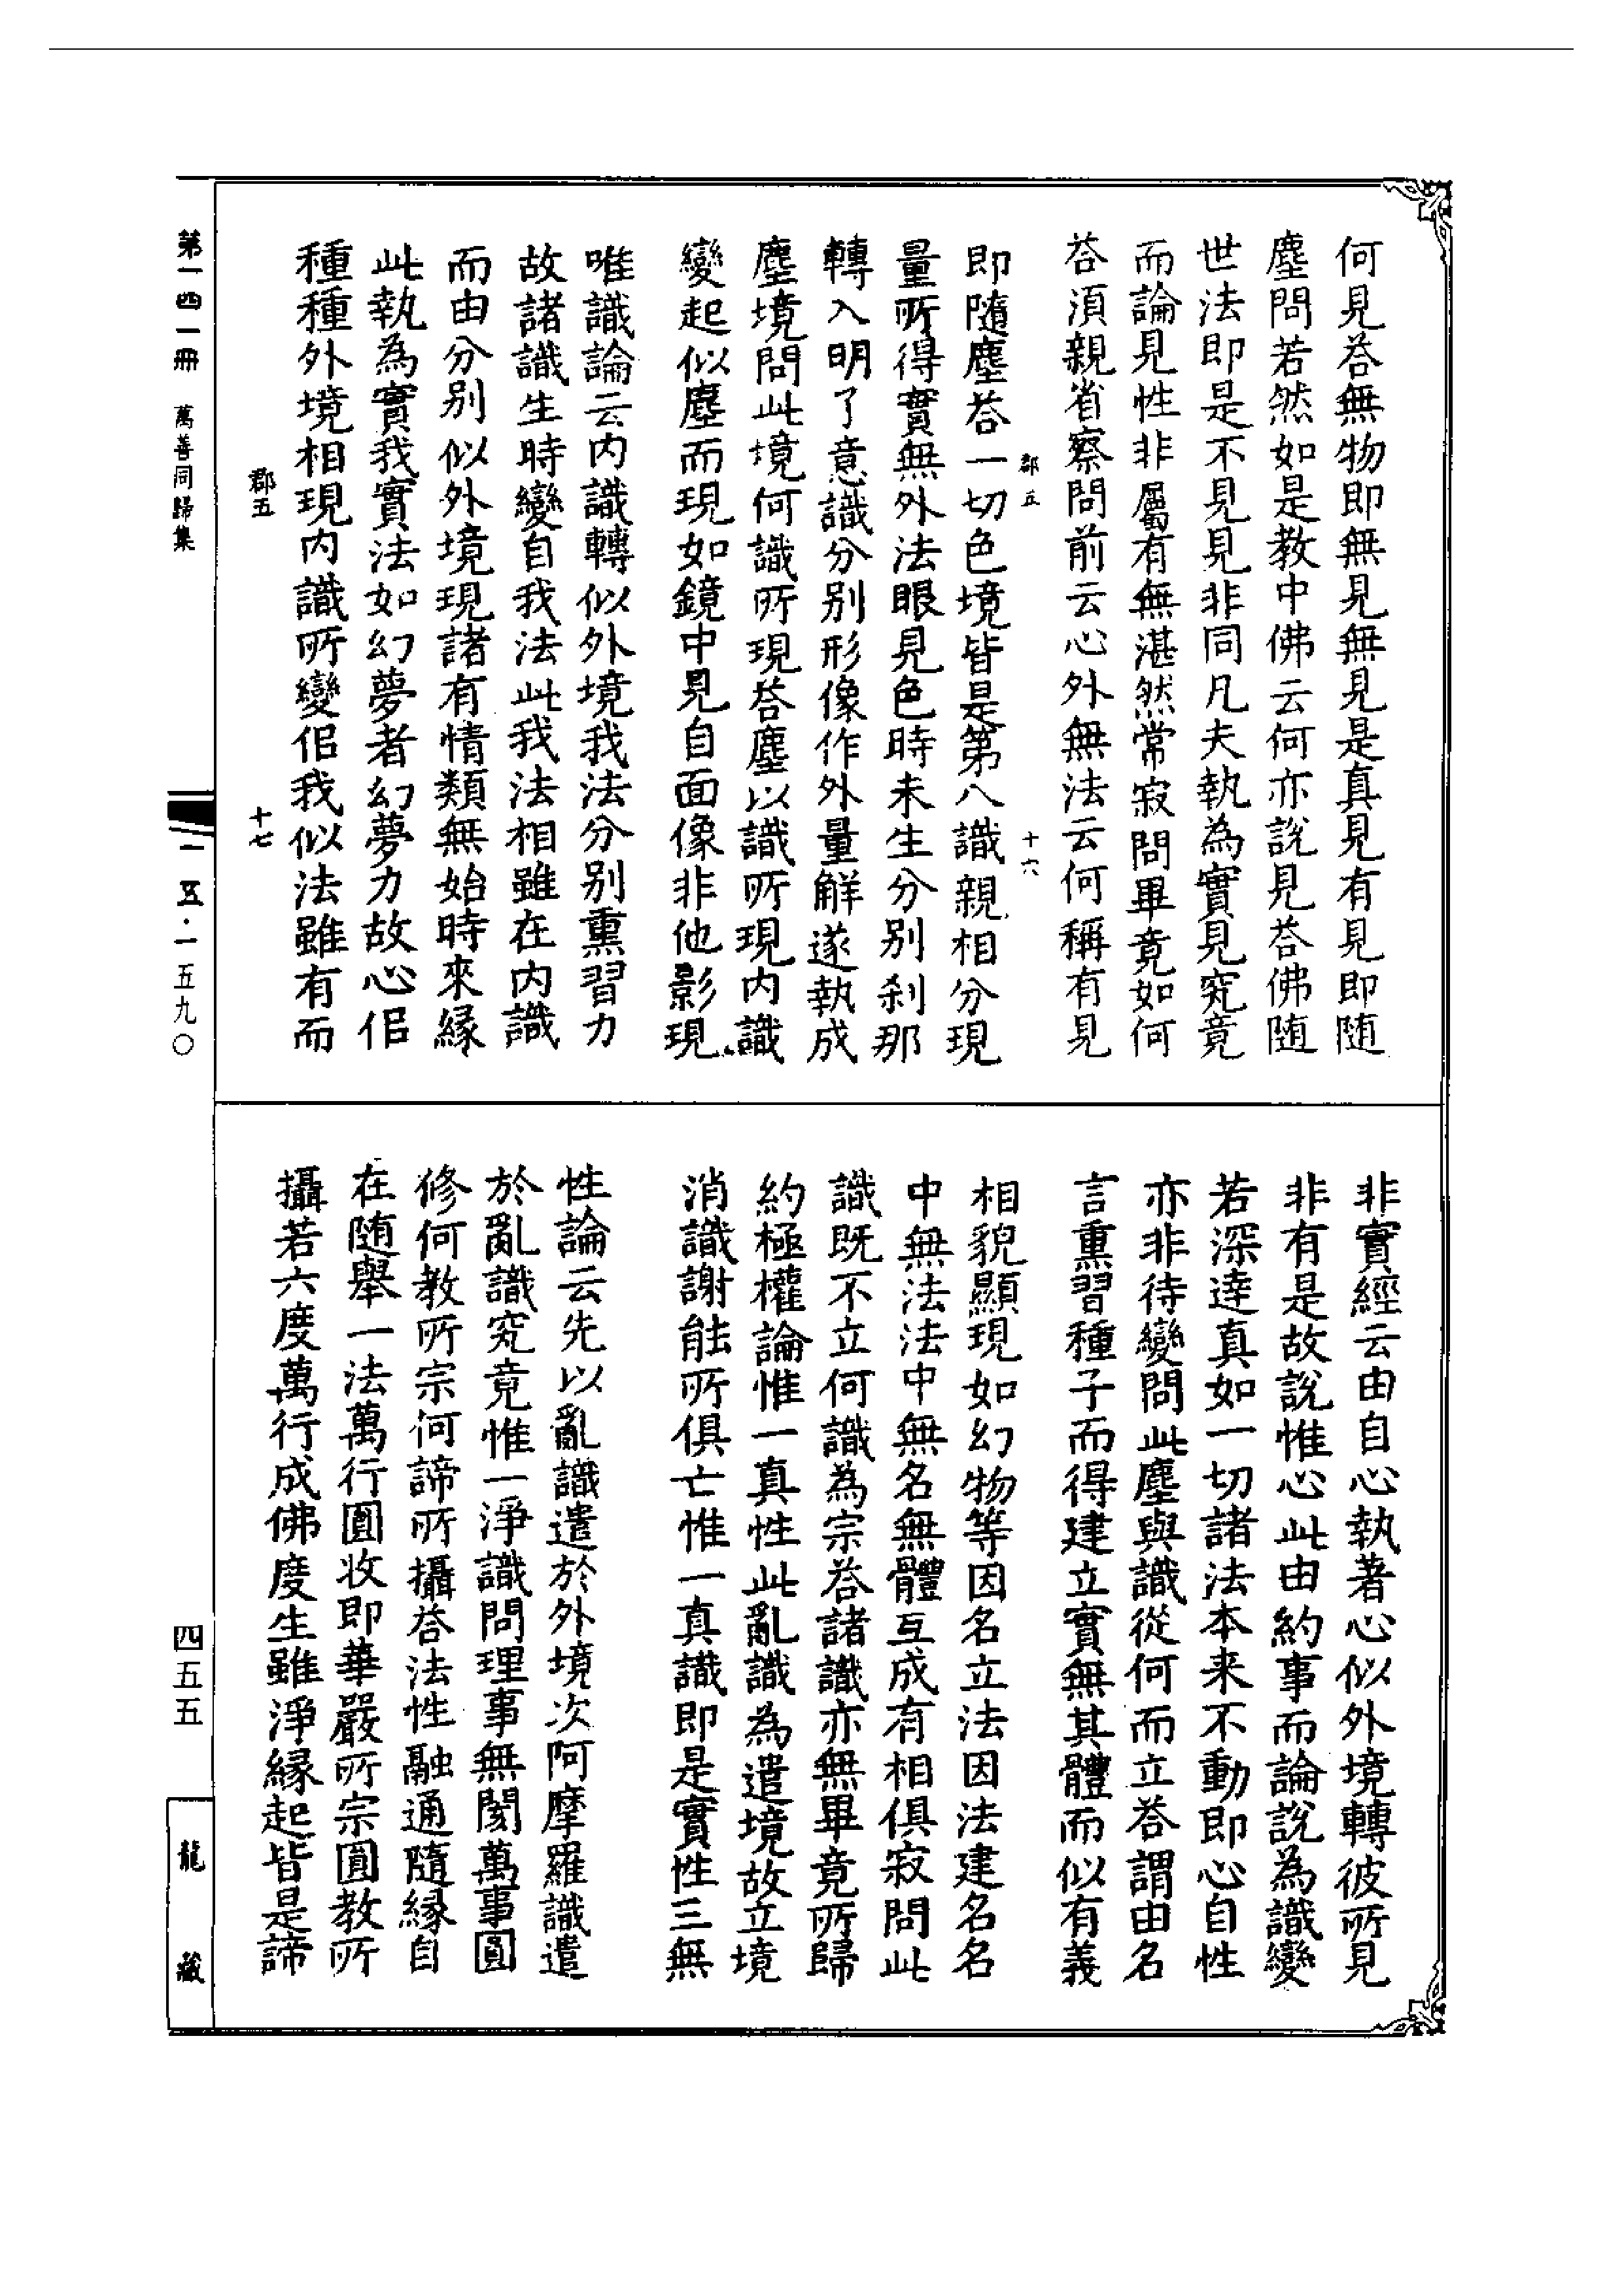 何見荅無物即無見無見是真見有見即随
塵問若然如是教中佛云何亦說見荅佛随
世法即是不見見非同凡夫執為實見究竟
而論見性非屬有無湛然常寂問畢竟如何
荅湏親省察問前云心外無法云何稱有見
郡五 十六
即隨塵荅一切色境皆是第八識親相分現
量所得實無外法眼見色時未生分別刹那
轉入明了意識分別形像作外量解遂執成
塵境問此境何識所現荅塵以識所現内識
變起似塵而現如鏡中見自面像非他影現
唯識論云内識轉似外境我法分別熏習力
故諸識生時變自我法此我法相雖在内識
而由分別似外境現諸有情類無始時來緣
此執為實我實法如幻夢者幻夢力故心佀
種種外境相現内識所變佀我似法雖有而
郡五 十七
非實經云由自心執著心似外境轉彼所見
非有是故說惟心此由約事而論說為識變
若深達真如一切諸法本来不動即心自性
亦非待變問此塵與識從何而立荅謂由名
言熏習種子而得建立實無其體而似有義
相貌顯現如幻物等因名立法因法建名名
中無法法中無名無體互成有相俱寂問此
識既不立何識為宗荅諸識亦無畢竟所歸
約極權論惟一真性此亂識為遣境故立境
消識謝能所俱亡惟一真識即是實性三無
性論云先以亂識遣於外境次阿摩羅識遣
於亂識究竟惟一淨識問理事無閡萬事圓
修何教所宗何諦所攝荅法性融通隨緣自
在随舉一法萬行圓收即華嚴所宗圓教所
攝若六度萬行成佛度生雖淨緣起皆是諦
第一四一冊 萬善同歸集
一五·一五九〇
四五五
龍藏